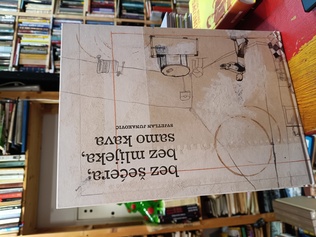 bez šećera;
bez mlijeka,
samo kava
SVJETLAN JUNAKOVIĆ